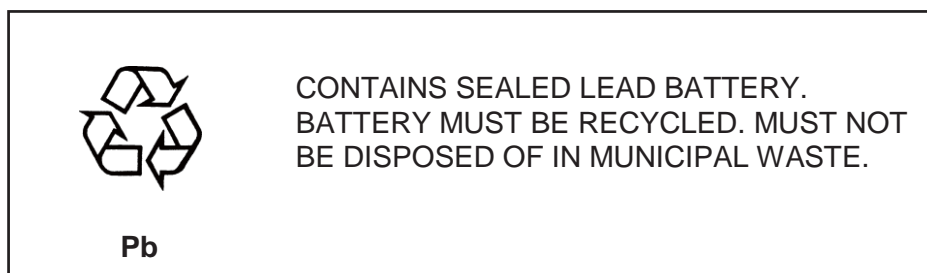 CONTAINS SEALED LEAD BATTERY.
BATTERY MUST BE RECYCLED. MUST NOT
BE DISPOSED OF IN MUNICIPAL WASTE.
Pb